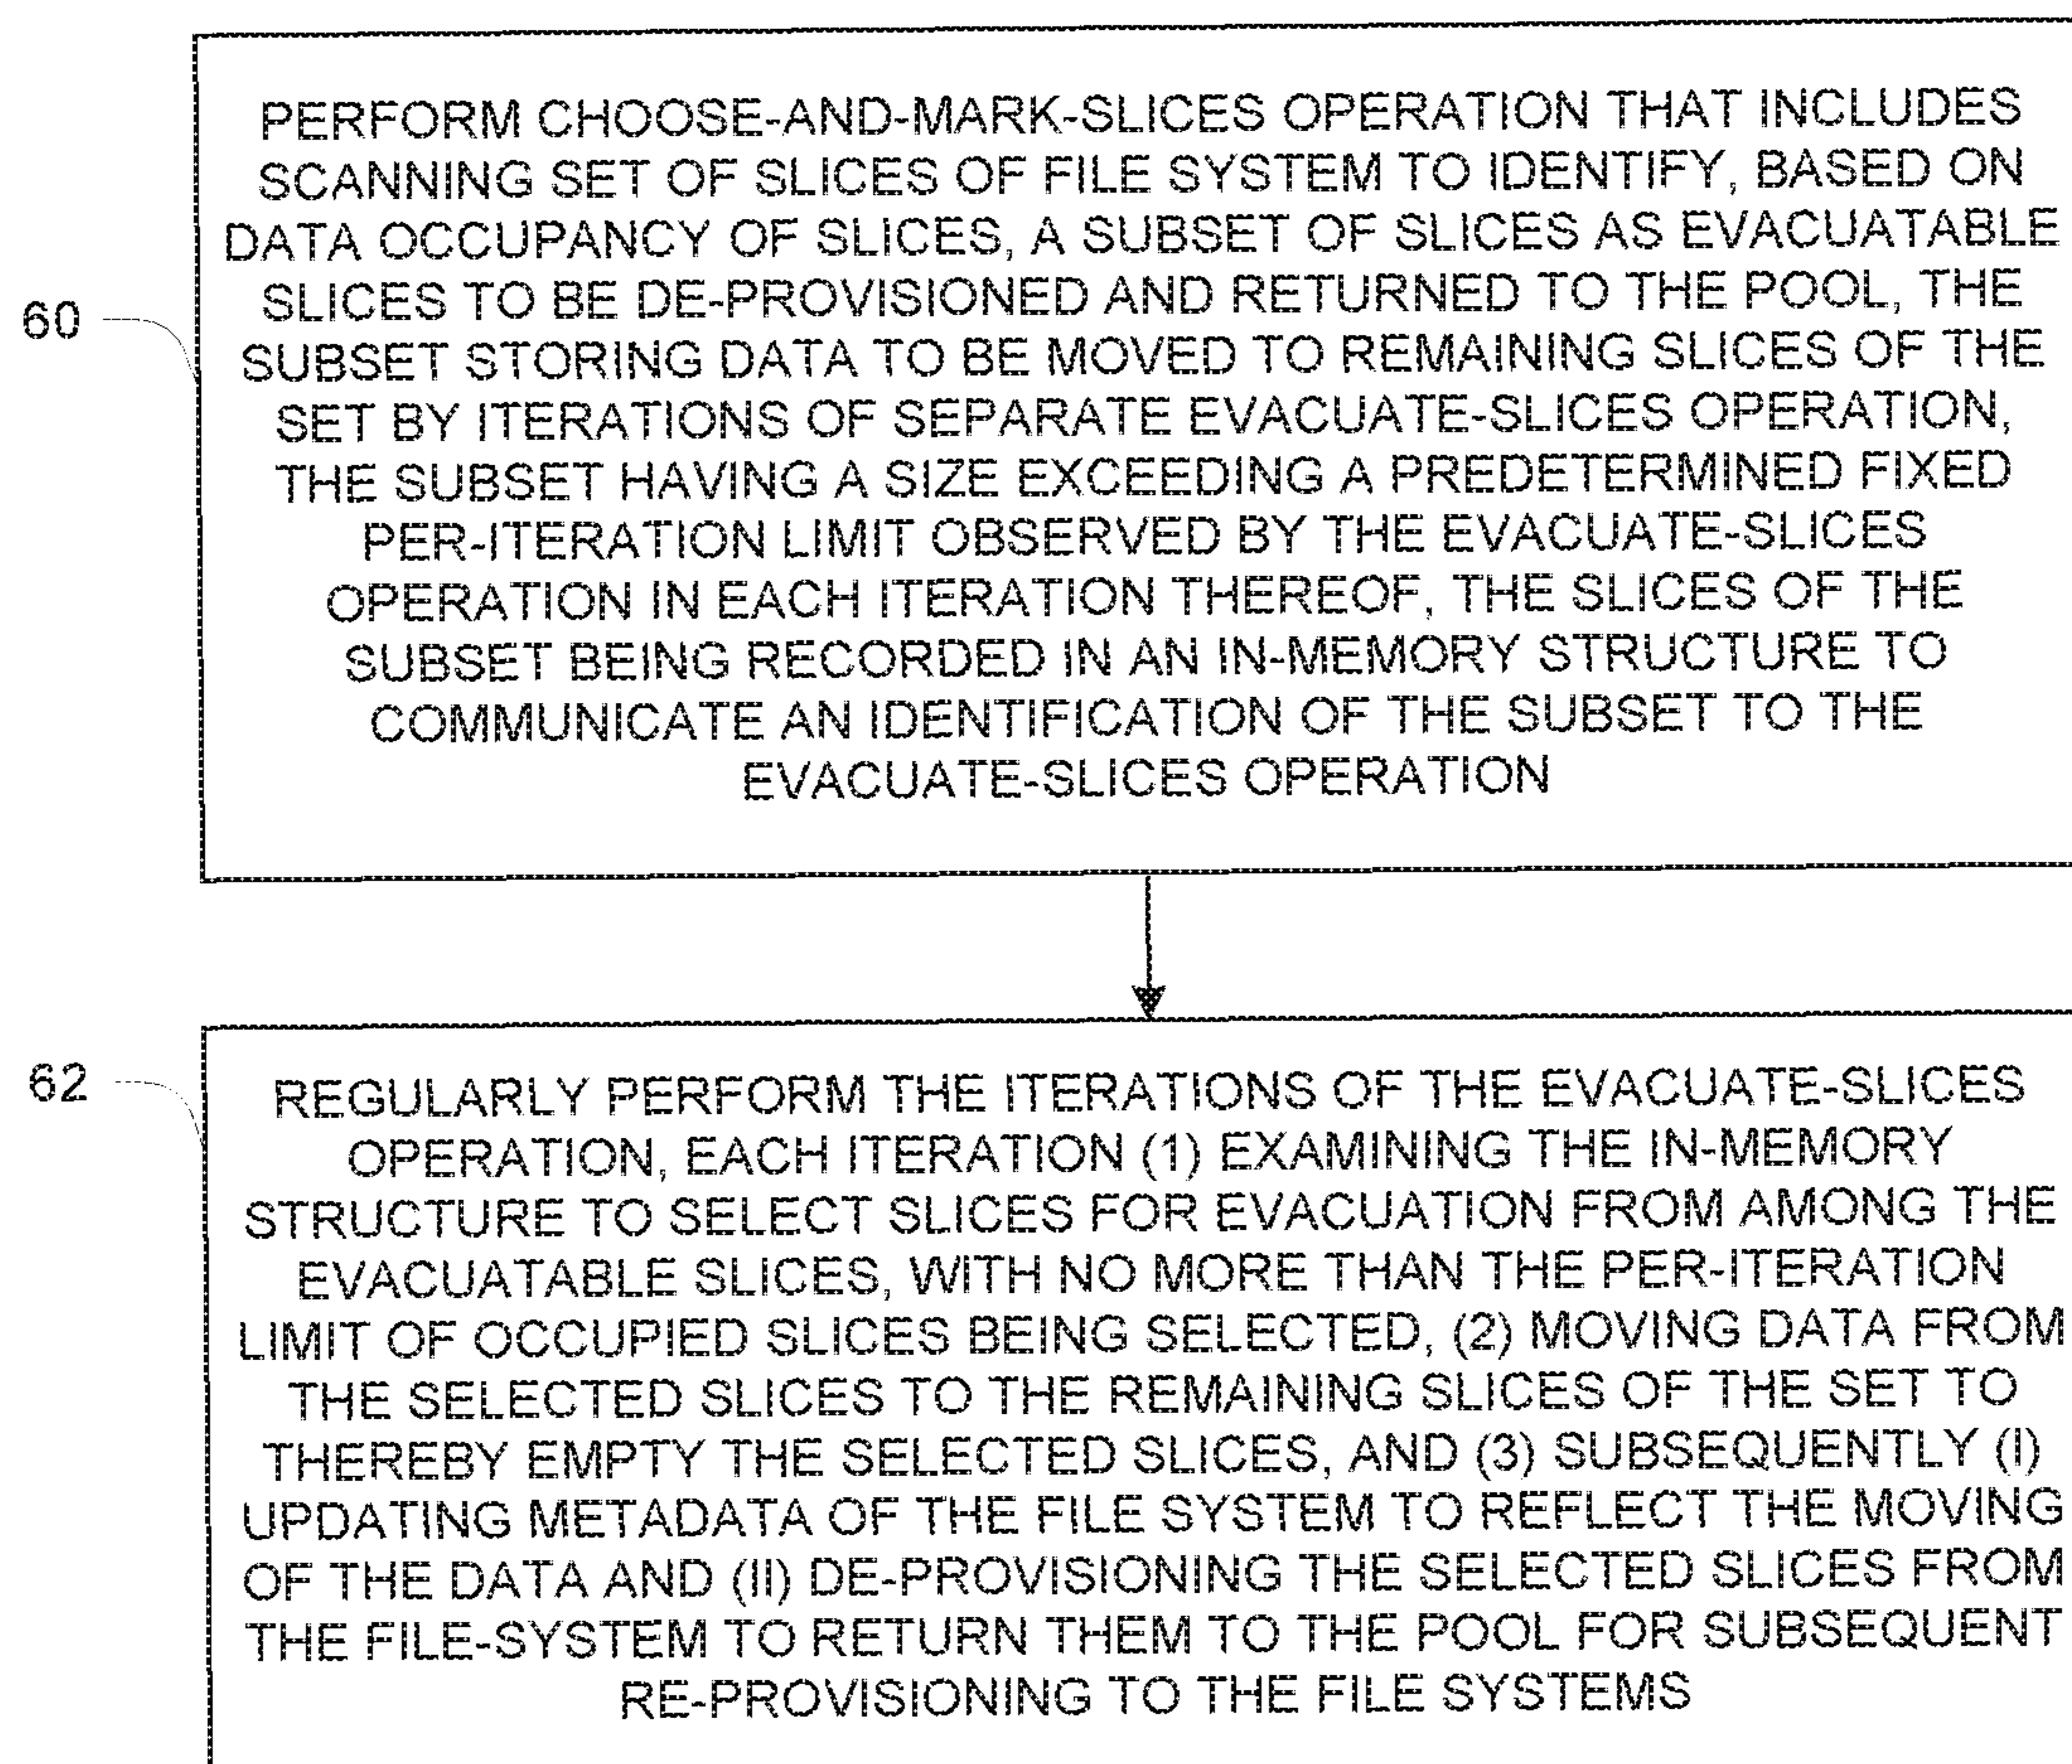 PERFORM CHOOSE-AND-MARK-SLICES OPERATION THAT INCLUDES
SCANNING SET OF SLICES OF FILE SYSTEM TO IDENTIFY, BASED ON
DATA OCCUPANCY OF SLICES, A SUBSET OF SLICES AS EVACUATABLE
SLICES TO BE DE-PROVISIONED AND RETURNED TO THE POOL, THE
60
SUBSET STORING DATA TO BE MOVED TO REMAINING SLICES OF THE
SET BY ITERATIONS OF SEPARATE EVACUATE-SLICES OPERATION,
THE SUBSET HAVING A SIZE EXCEEDING A PREDETERMINED FIXED
PER-ITERATION LIMIT OBSERVED BY THE EVACUATE-SLICES
OPERATION IN EACH ITERATION THEREOF, THE SLICES OF THE
SUBSET BEING RECORDED IN AN IN-MEMORY STRUCTURE TO
COMMUNICATE AN IDENTIFICATION OF THE SUBSET TO THE
EVACUATE-SLICES OPERATION
62
REGULARLY PERFORM THE ITERATIONS OF THE EVACUATE-SLICES
OPERATION, EACH ITERATION (1) EXAMINING THE IN-MEMORY
STRUCTURE TO SELECT SLICES FOR EVACUATION FROM AMONG THE
EVACUATABLE SLICES, WITH NO MORE THAN THE PER-ITERATION
LIMIT OF OCCUPIED SLICES BEING SELECTED, (2) MOVING DATA FROM
THE SELECTED SLICES TO THE REMAINING SLICES OF THE SET TO
THEREBY EMPTY THE SELECTED SLICES, AND (3) SUBSEQUENTLY (I)
UPDATING METADATA OF THE FILE SYSTEM TO REFLECT THE MOVING
OF THE DATA AND (II) DE-PROVISIONING THE SELECTED SLICES FROM
THE FILE-SYSTEM TO RETURN THEM TO THE POOL FOR SUBSEQUENT
RE-PROVISIONING TO THE FILE SYSTEMS